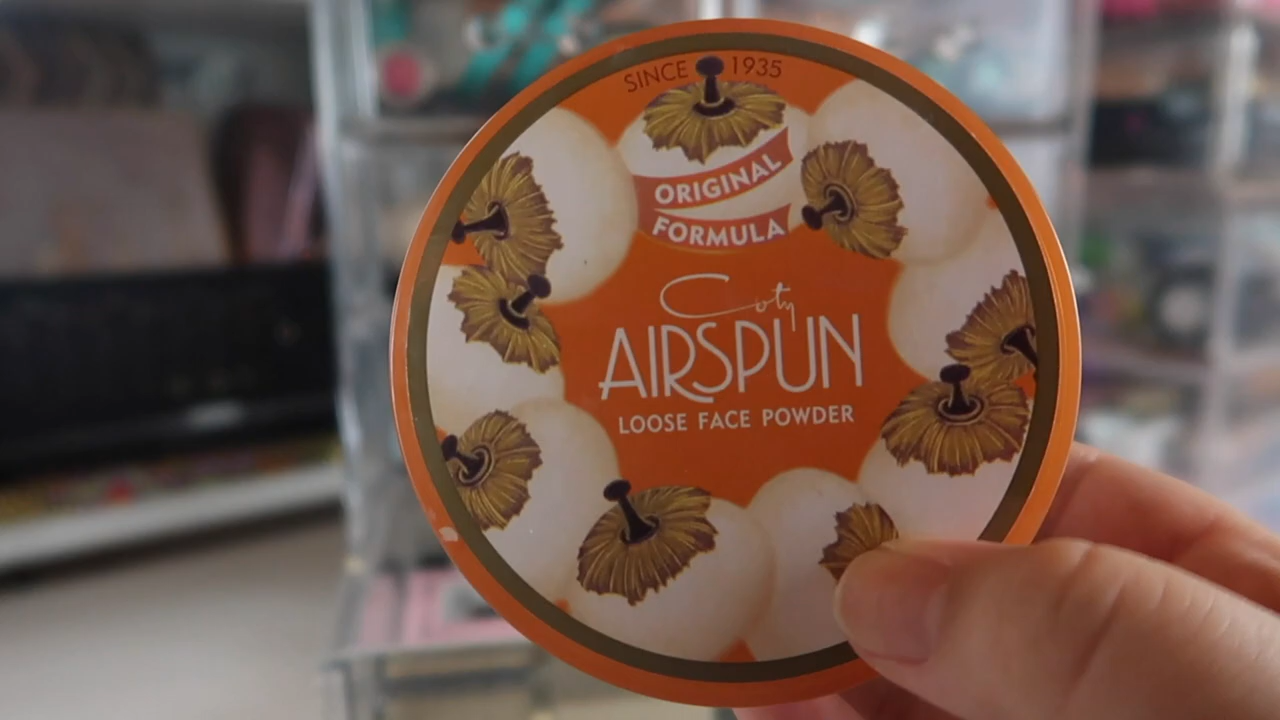 SINCE 1935
ORIGINAL
FORMULA
Coty
AIRSPUN
LOOSE FACE POWDER